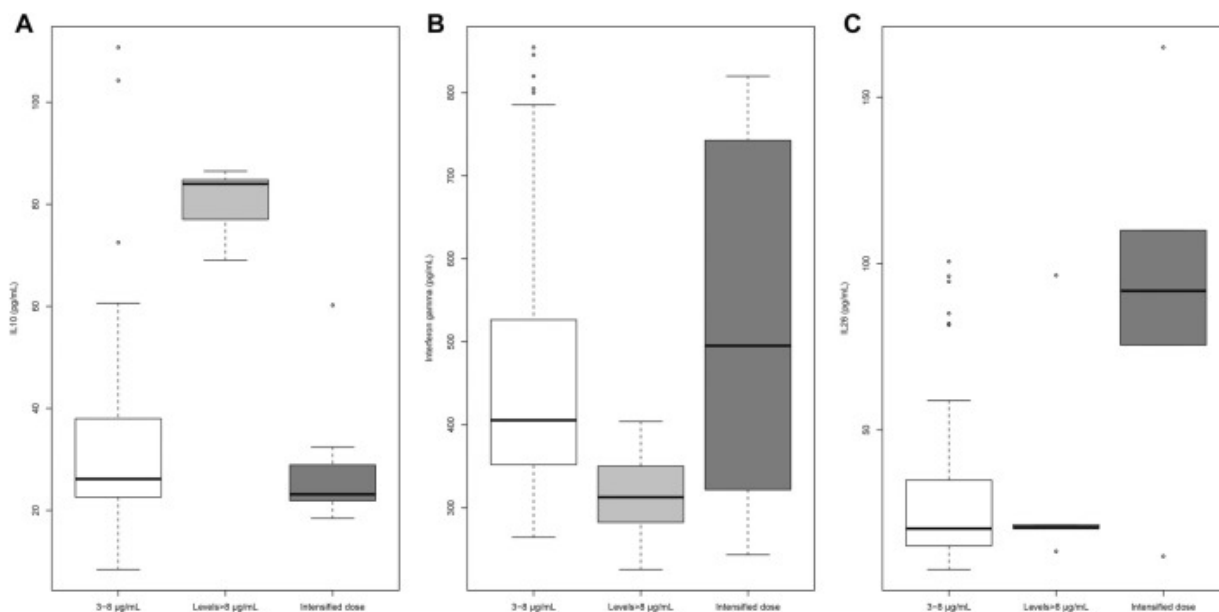 A
B
C
IL10 (pg/mL)
100
80
60
40
20
3–8 µg/mL
Levels>8 µg/mL
Intensified dose
Interferon gamma (pg/mL)
800
700
600
500
400
300
3–8 µg/mL
Levels>8 µg/mL
Intensified dose
IL26 (pg/mL)
150
100
50
3–8 µg/mL
Levels>8 µg/mL
Intensified dose